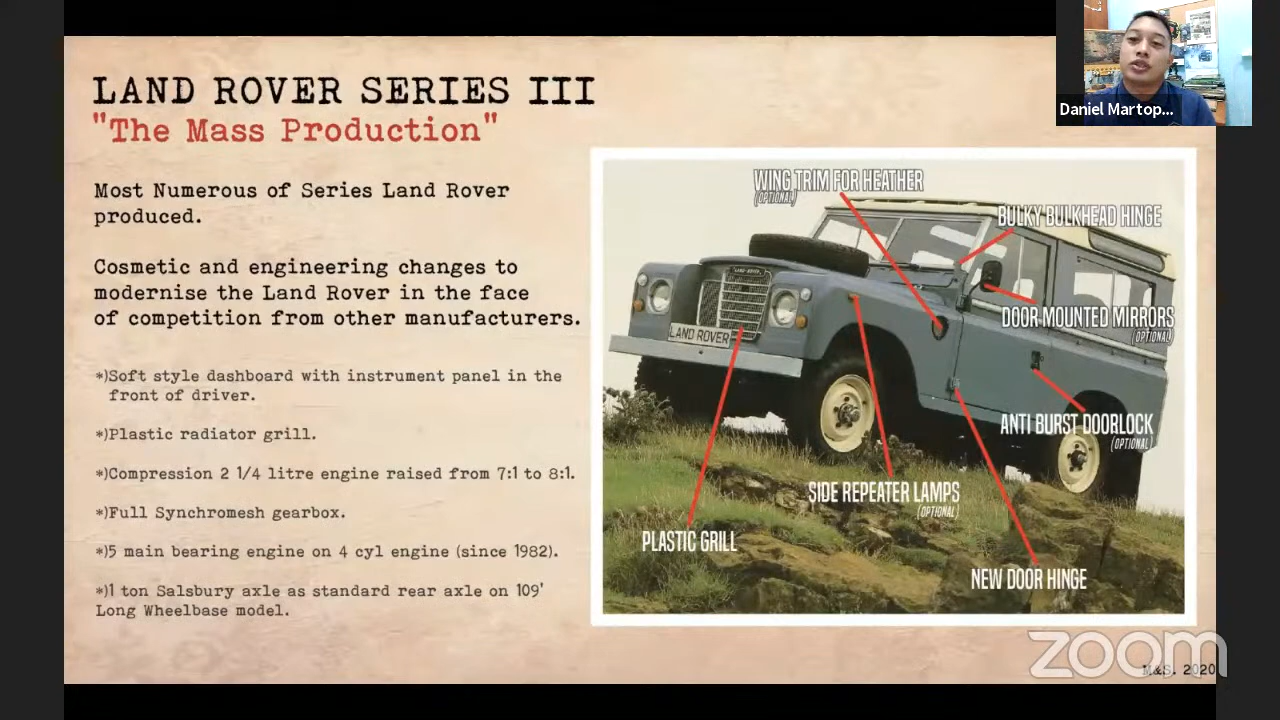 LAND ROVER SERIES III
"The Mass Production"
Most Numerous of Series Land Rover
produced.
Cosmetic and engineering changes to
modernise the Land Rover in the face
of competition from other manufacturers.
*)Soft style dashboard with instrument panel in the
front of driver.
*)Plastic radiator grill.
*)Compression 2 1/4 litre engine raised from 7:1 to 8:1.
*)Full Synchromesh gearbox.
*)5 main bearing engine on 4 cyl engine (since 1982).
*)1 ton Salsbury axle as standard rear axle on 109'
Long Wheelbase model.
WING TRIM FOR HEATHER
(OPTIONAL)
BULKY BULKHEAD HINGE
DOOR MOUNTED MIRRORS
(OPTIONAL)
LAND ROVER
LAND ROVER
ANTI BURST DOORLOCK
(OPTIONAL)
SIDE REPEATER LAMPS
(OPTIONAL)
PLASTIC GRILL
NEW DOOR HINGE
Daniel Martop...
zoom
M&S. 2020